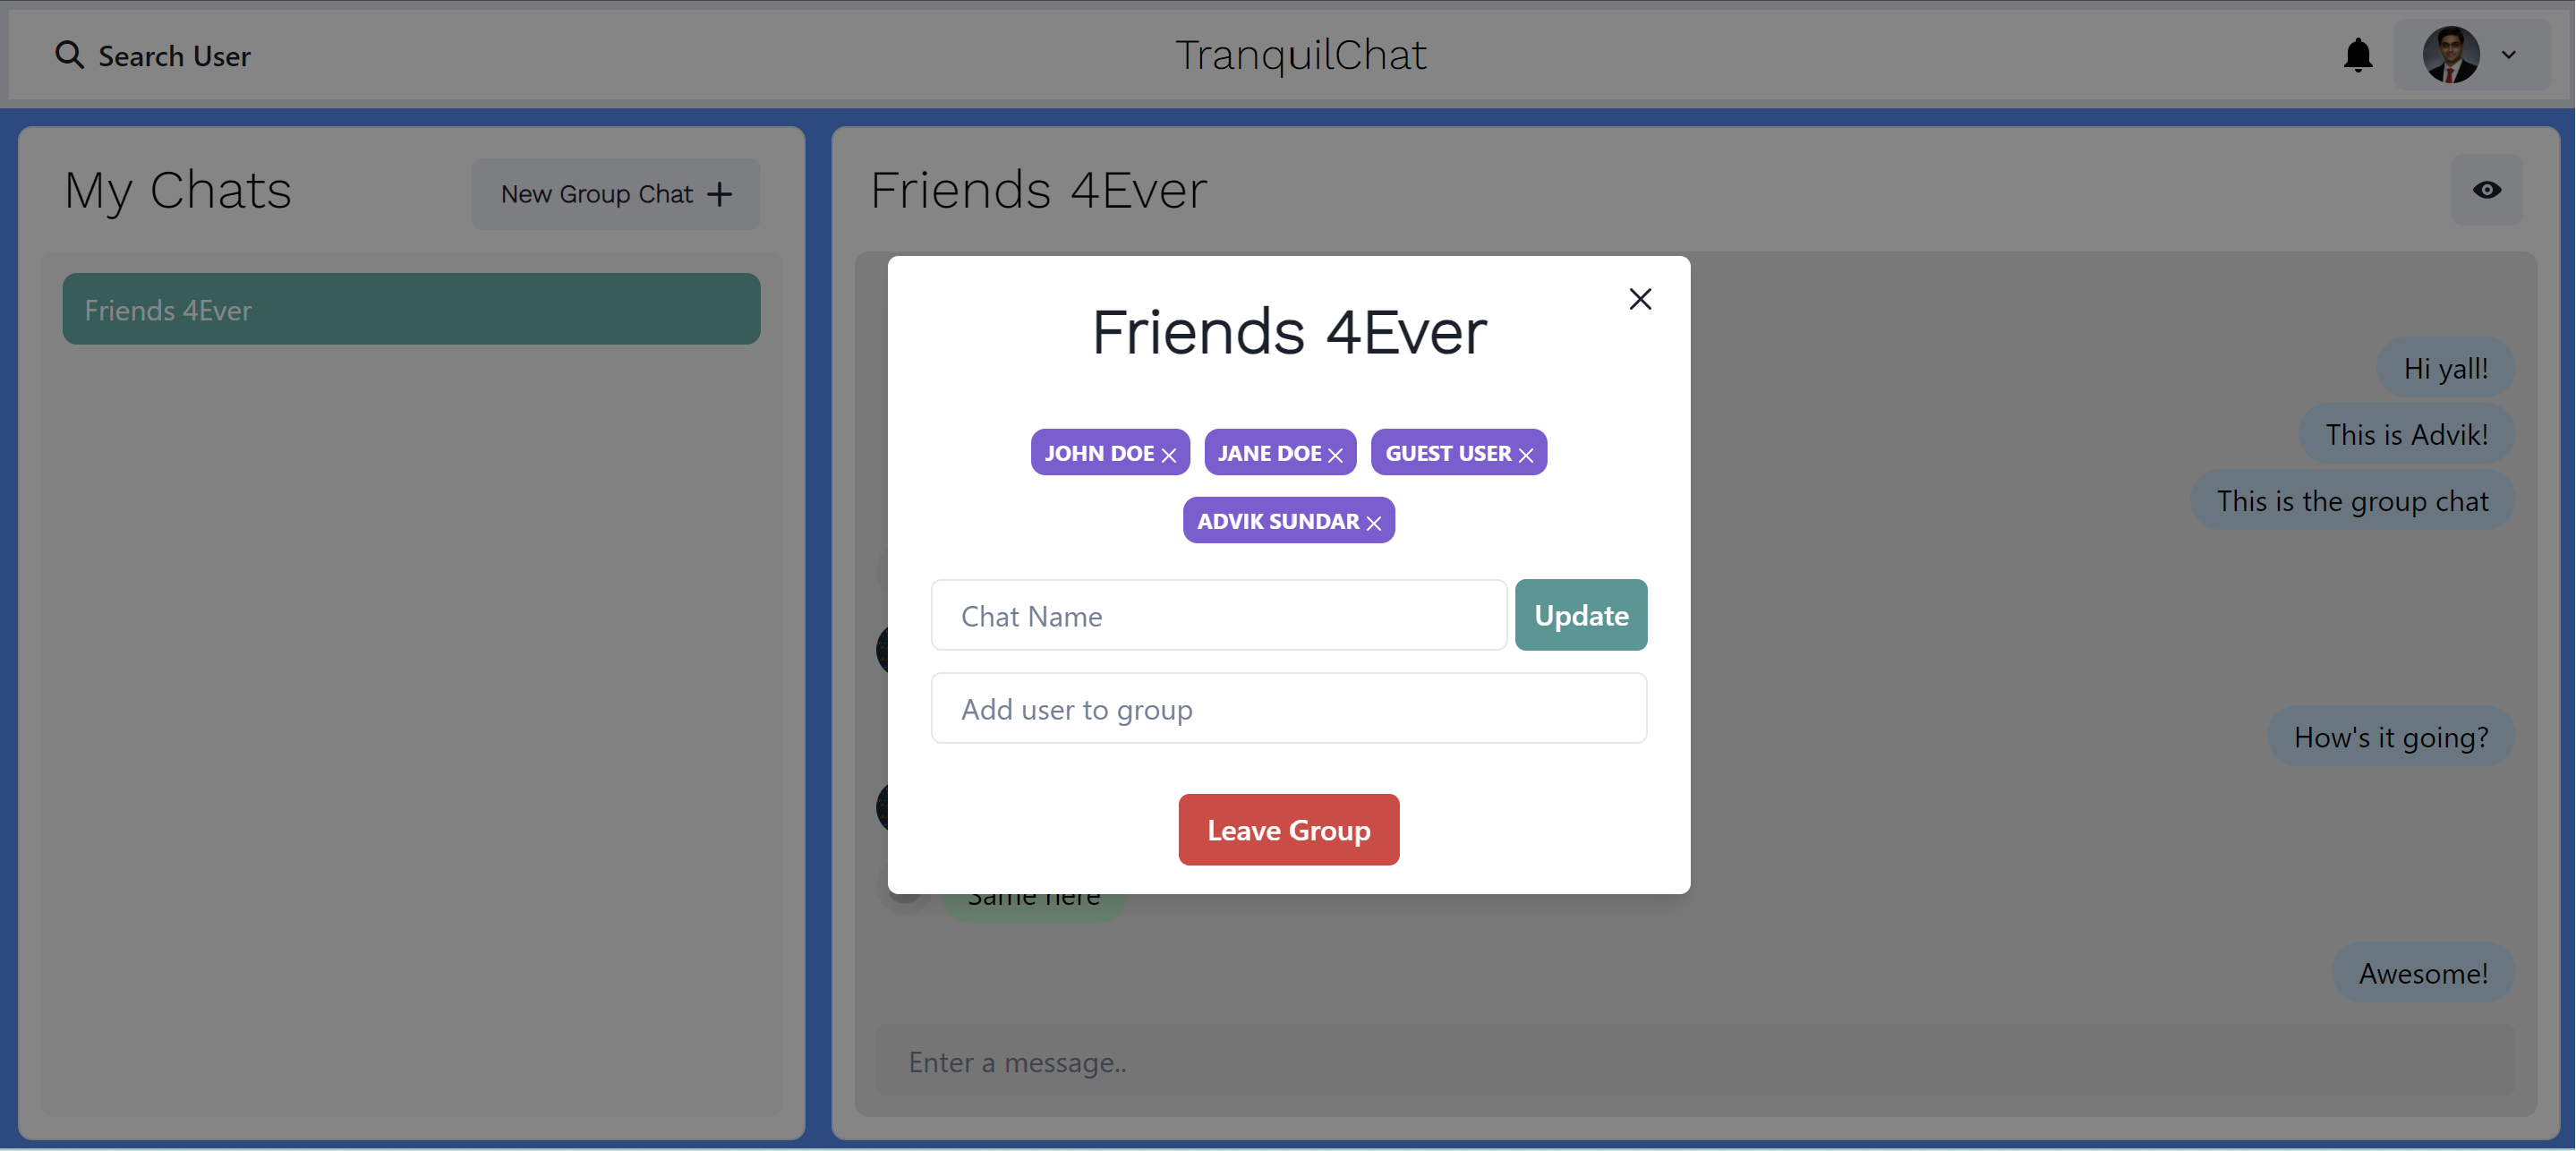 Search User
TranquilChat
My Chats
New Group Chat
Friends 4Ever
Friends 4Ever
Friends 4Ever
JOHN DOE
JANE DOE
GUEST USER
ADVIK SUNDAR
Chat Name
Update
Add user to group
Leave Group
Hi yall!
This is Advik!
This is the group chat
How's it going?
Same here
Awesome!
Enter a message..